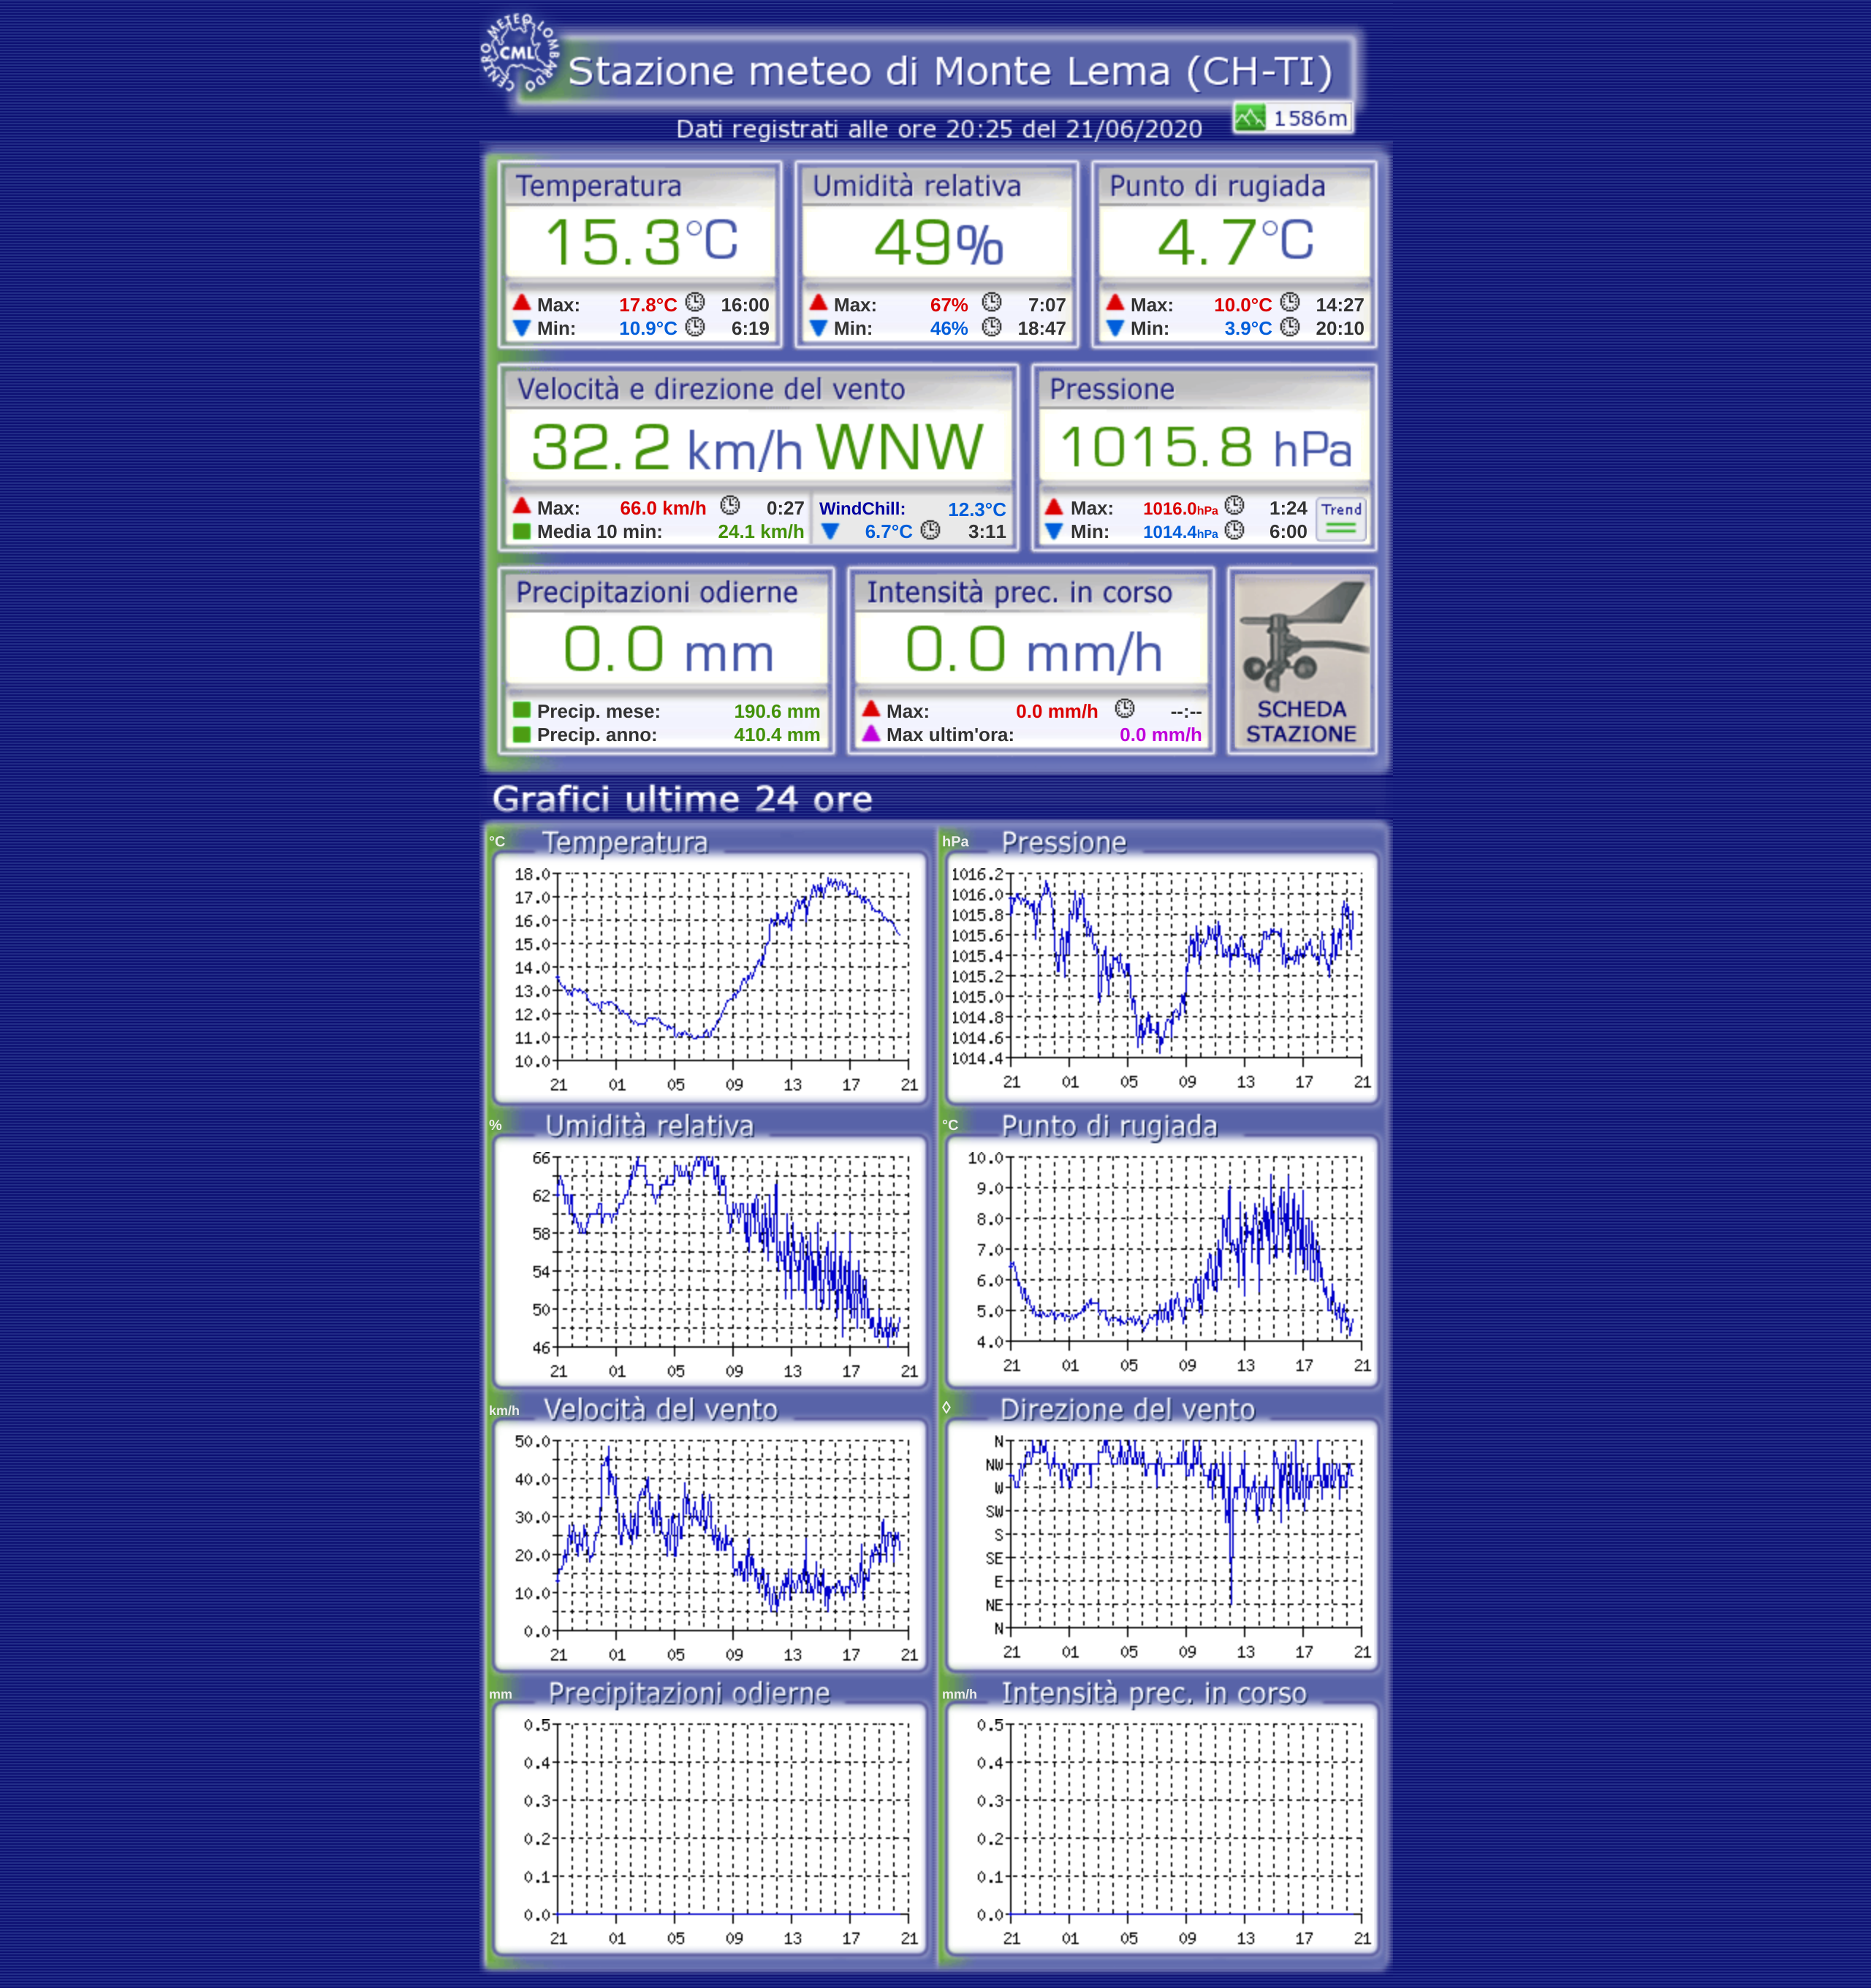 CENTRO METEO LOMBARDO
CML
Stazione meteo di Monte Lema (CH-TI)
1586m
Dati registrati alle ore 20:25 del 21/06/2020
Temperatura
15.3°C
Max: 17.8°C 16:00
Min: 10.9°C 6:19
Umidità relativa
49%
Max: 67% 7:07
Min: 46% 18:47
Punto di rugiada
4.7°C
Max: 10.0°C 14:27
Min: 3.9°C 20:10
Velocità e direzione del vento
32.2 km/h WNW
Max: 66.0 km/h 0:27
Media 10 min: 24.1 km/h
WindChill: 12.3°C
6.7°C 3:11
Pressione
1015.8 hPa
Max: 1016.0hPa 1:24
Min: 1014.4hPa 6:00
Trend
Precipitazioni odierne
0.0 mm
Precip. mese: 190.6 mm
Precip. anno: 410.4 mm
Intensità prec. in corso
0.0 mm/h
Max: 0.0 mm/h --:--
Max ultim'ora: 0.0 mm/h
SCHEDA
STAZIONE
Grafici ultime 24 ore
°C Temperatura
18.0
17.0
16.0
15.0
14.0
13.0
12.0
11.0
10.0
21 01 05 09 13 17 21
hPa Pressione
1016.2
1016.0
1015.8
1015.6
1015.4
1015.2
1015.0
1014.8
1014.6
1014.4
21 01 05 09 13 17 21
% Umidità relativa
66
62
58
54
50
46
21 01 05 09 13 17 21
°C Punto di rugiada
10.0
9.0
8.0
7.0
6.0
5.0
4.0
21 01 05 09 13 17 21
km/h Velocità del vento
50.0
40.0
30.0
20.0
10.0
0.0
21 01 05 09 13 17 21
◊ Direzione del vento
N
NW
W
SW
S
SE
E
NE
N
21 01 05 09 13 17 21
mm Precipitazioni odierne
0.5
0.4
0.3
0.2
0.1
0.0
21 01 05 09 13 17 21
mm/h Intensità prec. in corso
0.5
0.4
0.3
0.2
0.1
0.0
21 01 05 09 13 17 21